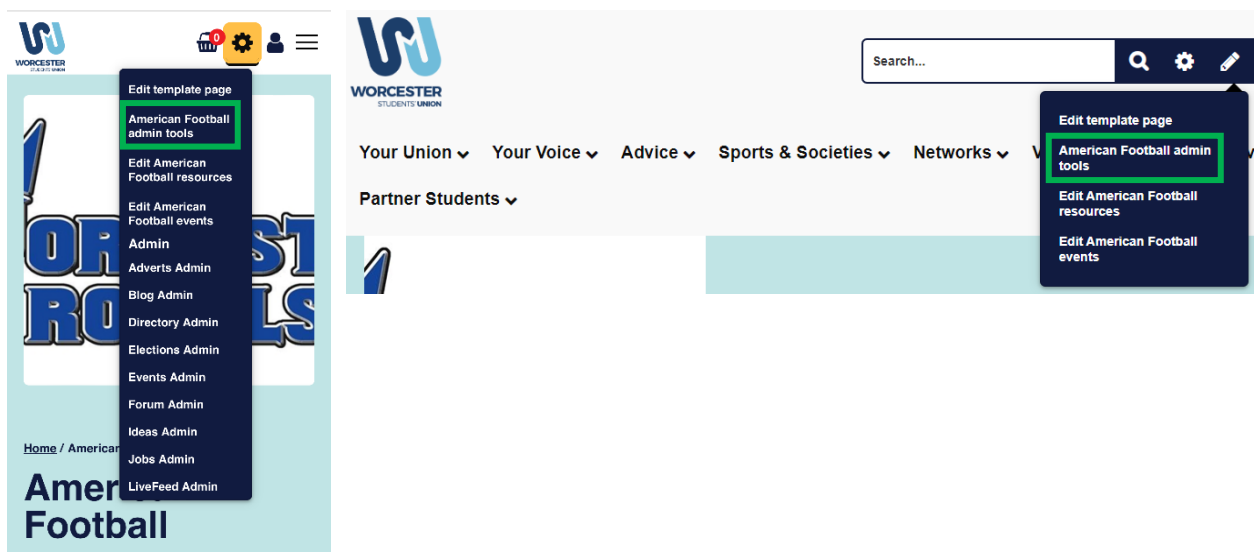 WORCESTER
STUDENTS' UNION
0
Edit template page
American Football
admin tools
Edit American
Football resources
Edit American
Football events
Admin
Adverts Admin
Blog Admin
Directory Admin
Elections Admin
Events Admin
Forum Admin
Ideas Admin
Jobs Admin
LiveFeed Admin
Home / American
Amer
Football
WORCESTER
STUDENTS' UNION
Search...
Your Union
Your Voice
Advice
Sports & Societies
Networks
V
Partner Students
Edit template page
American Football admin
tools
Edit American Football
resources
Edit American Football
events